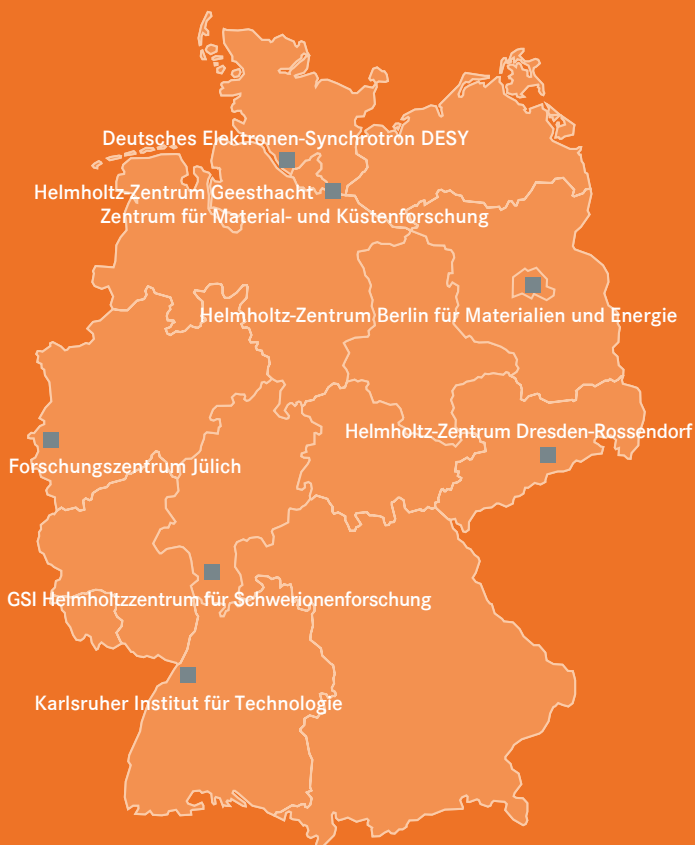 Deutsches Elektronen-Synchrotron DESY
Helmholtz-Zentrum Geesthacht
Zentrum für Material- und Küstenforschung
Helmholtz-Zentrum Berlin für Materialien und Energie
Helmholtz-Zentrum Dresden-Rossendorf
Forschungszentrum Jülich
GSI Helmholtzzentrum für Schwerionenforschung
Karlsruher Institut für Technologie